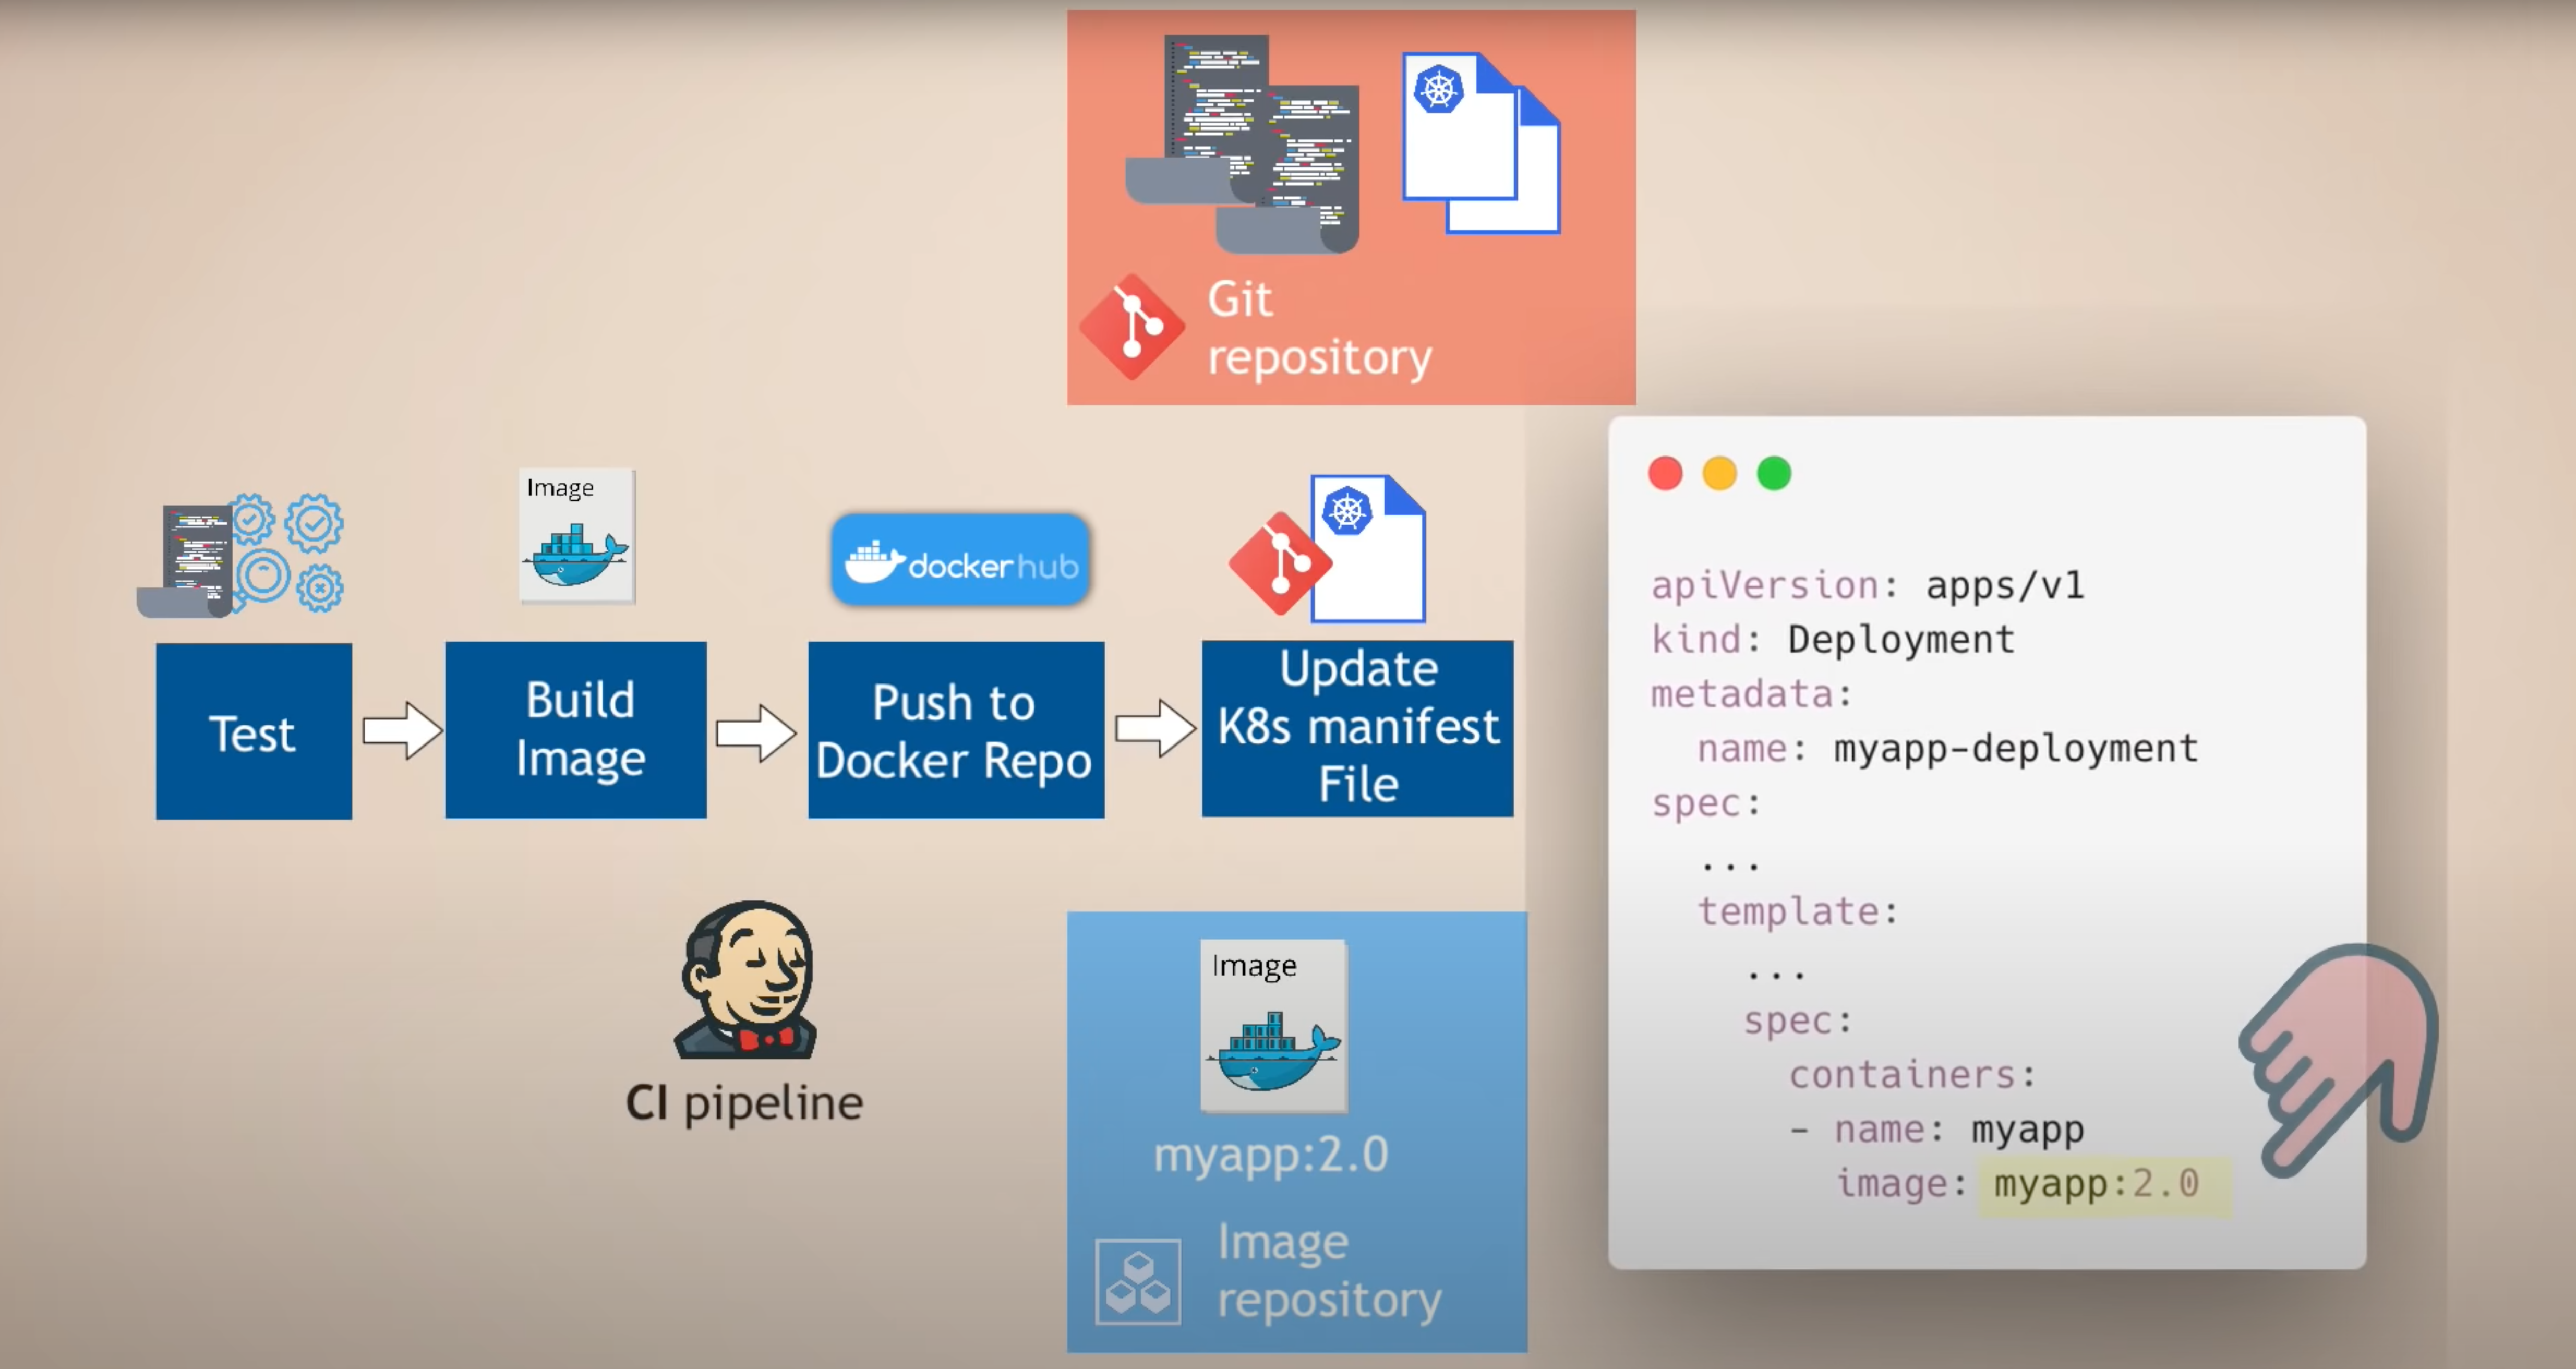 Git
repository
Image
dockerhub
Test
Build
Image
Push to
Docker Repo
Update
K8s manifest
File
CI pipeline
Image
myapp:2.0
Image
repository
apiVersion: apps/v1
kind: Deployment
metadata:
  name: myapp-deployment
spec:
  ...
  template:
    ...
    spec:
      containers:
      - name: myapp
        image: myapp:2.0